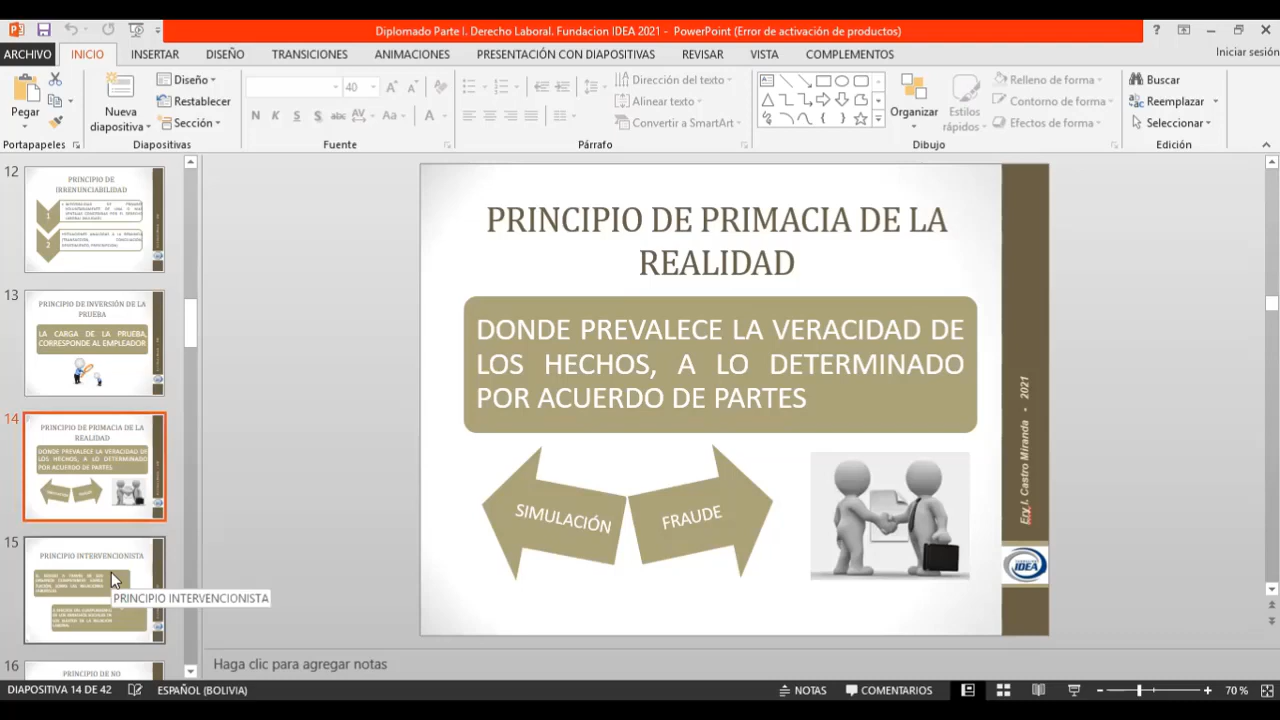 Diplomado Parte I. Derecho Laboral. Fundacion IDEA 2021 - PowerPoint (Error de activación de productos)
?
ARCHIVO INICIO INSERTAR DISEÑO TRANSICIONES ANIMACIONES PRESENTACIÓN CON DIAPOSITIVAS REVISAR VISTA COMPLEMENTOS Iniciar sesión
Pegar
Nueva diapositiva
Diseño
Restablecer
Sección
40
N K S S abc AV Aa A
Dirección del texto
Alinear texto
Convertir a SmartArt
Organizar
Estilos rápidos
Relleno de forma
Contorno de forma
Efectos de forma
Buscar
Reemplazar
Seleccionar
Portapapeles Diapositivas Fuente Párrafo Dibujo Edición
12
PRINCIPIO DE
IRRENUNCIABILIDAD
1
2
13
PRINCIPIO DE INVERSIÓN DE LA
PRUEBA
LA CARGA DE LA PRUEBA,
CORRESPONDE AL EMPLEADOR
14
PRINCIPIO DE PRIMACIA DE LA
REALIDAD
DONDE PREVALECE LA VERACIDAD DE
LOS HECHOS, A LO DETERMINADO
POR ACUERDO DE PARTES
15
PRINCIPIO INTERVENCIONISTA
PRINCIPIO INTERVENCIONISTA
16
PRINCIPIO DE NO
PRINCIPIO DE PRIMACIA DE LA
REALIDAD
DONDE PREVALECE LA VERACIDAD DE
LOS HECHOS, A LO DETERMINADO
POR ACUERDO DE PARTES
SIMULACIÓN
FRAUDE
Ery I. Castro Miranda - 2021
IDEA
Haga clic para agregar notas
DIAPOSITIVA 14 DE 42 ESPAÑOL (BOLIVIA) NOTAS COMENTARIOS 70 %